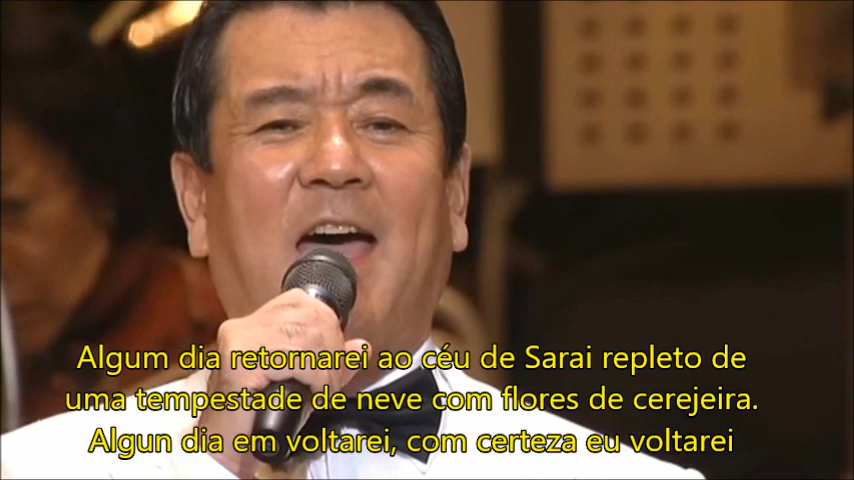 Algum dia retornarei ao céu de Sarai repleto de
uma tempestade de neve com flores de cerejeira.
Algun dia em voltarei, com certeza eu voltarei